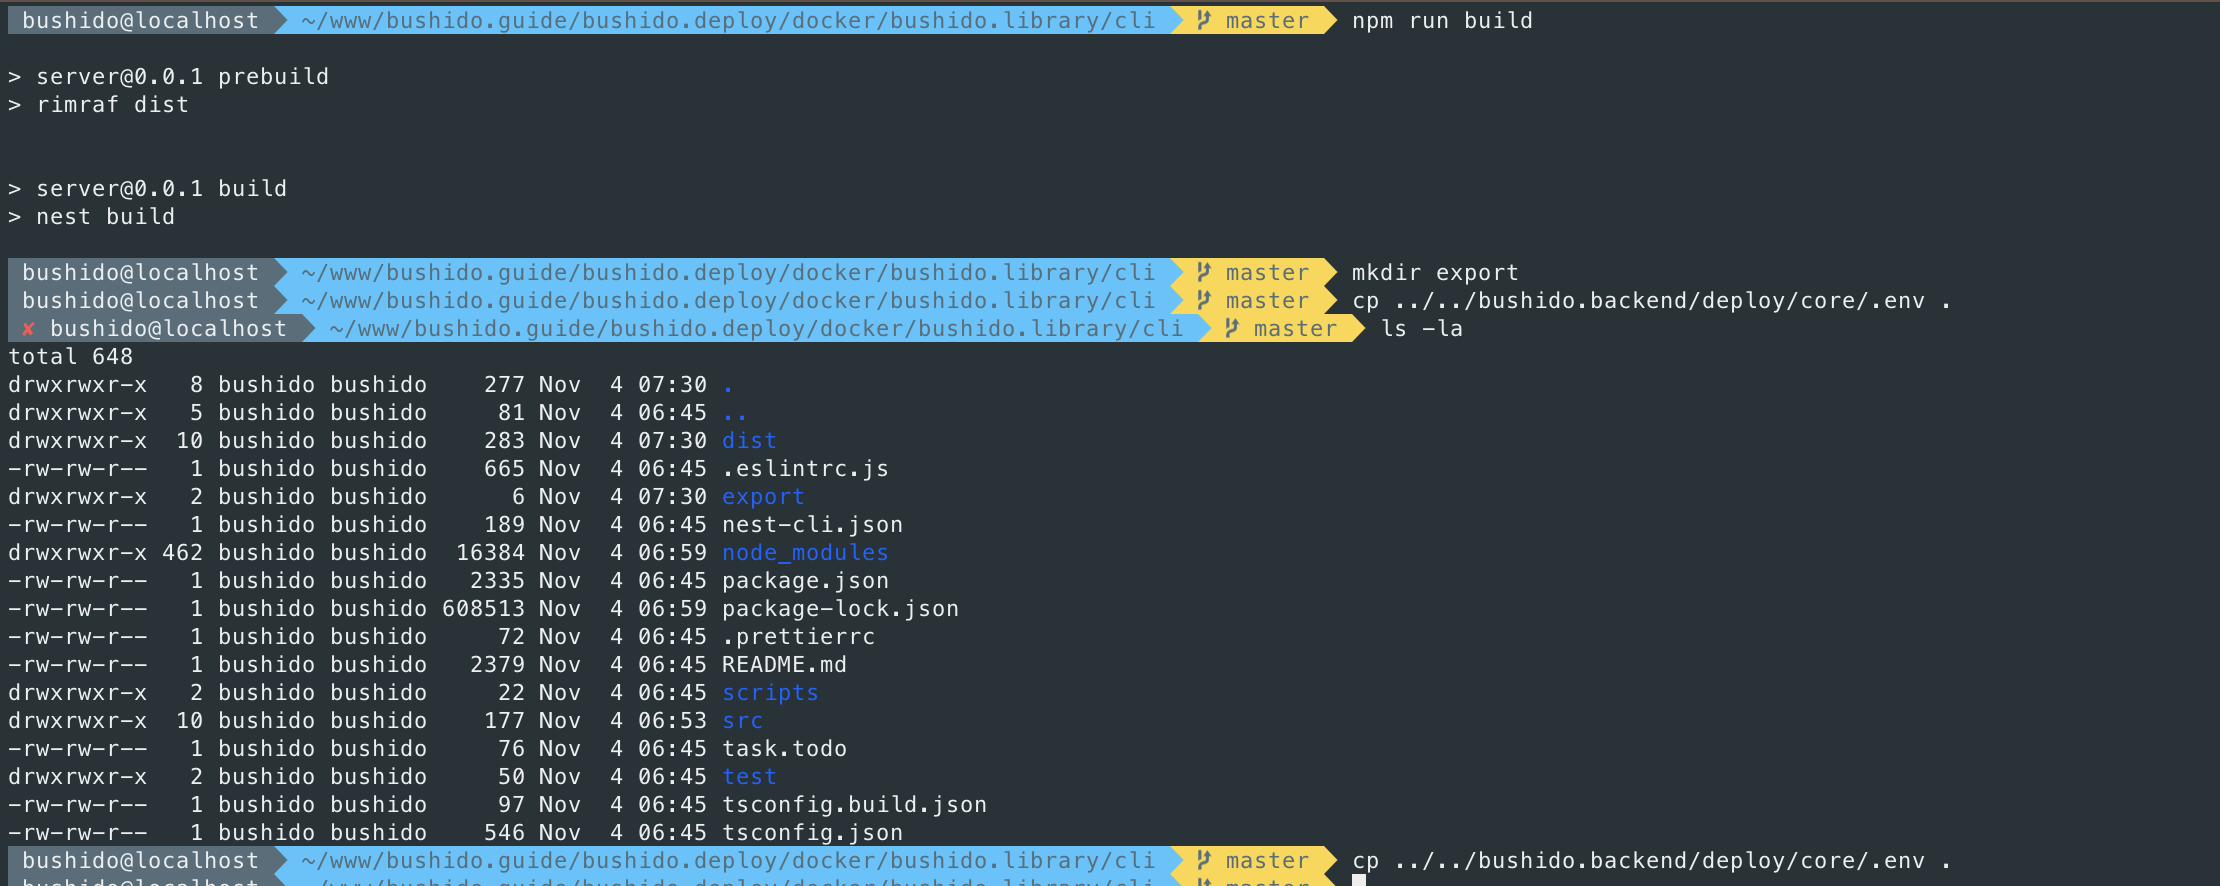 bushido@localhost ~/www/bushido.guide/bushido.deploy/docker/bushido.library/cli master npm run build
> server@0.0.1 prebuild
> rimraf dist
> server@0.0.1 build
> nest build
bushido@localhost ~/www/bushido.guide/bushido.deploy/docker/bushido.library/cli master mkdir export
bushido@localhost ~/www/bushido.guide/bushido.deploy/docker/bushido.library/cli master cp ../../bushido.backend/deploy/core/.env .
✘ bushido@localhost ~/www/bushido.guide/bushido.deploy/docker/bushido.library/cli master ls -la
total 648
drwxrwxr-x 8 bushido bushido 277 Nov 4 07:30 .
drwxrwxr-x 5 bushido bushido 81 Nov 4 06:45 ..
drwxrwxr-x 10 bushido bushido 283 Nov 4 07:30 dist
-rw-rw-r-- 1 bushido bushido 665 Nov 4 06:45 .eslintrc.js
drwxrwxr-x 2 bushido bushido 6 Nov 4 07:30 export
-rw-rw-r-- 1 bushido bushido 189 Nov 4 06:45 nest-cli.json
drwxrwxr-x 462 bushido bushido 16384 Nov 4 06:59 node_modules
-rw-rw-r-- 1 bushido bushido 2335 Nov 4 06:45 package.json
-rw-rw-r-- 1 bushido bushido 608513 Nov 4 06:59 package-lock.json
-rw-rw-r-- 1 bushido bushido 72 Nov 4 06:45 .prettierrc
-rw-rw-r-- 1 bushido bushido 2379 Nov 4 06:45 README.md
drwxrwxr-x 2 bushido bushido 22 Nov 4 06:45 scripts
drwxrwxr-x 10 bushido bushido 177 Nov 4 06:53 src
-rw-rw-r-- 1 bushido bushido 76 Nov 4 06:45 task.todo
drwxrwxr-x 2 bushido bushido 50 Nov 4 06:45 test
-rw-rw-r-- 1 bushido bushido 97 Nov 4 06:45 tsconfig.build.json
-rw-rw-r-- 1 bushido bushido 546 Nov 4 06:45 tsconfig.json
bushido@localhost ~/www/bushido.guide/bushido.deploy/docker/bushido.library/cli master cp ../../bushido.backend/deploy/core/.env .
bushido@localhost ~/www/bushido.guide/bushido.deploy/docker/bushido.library/cli master